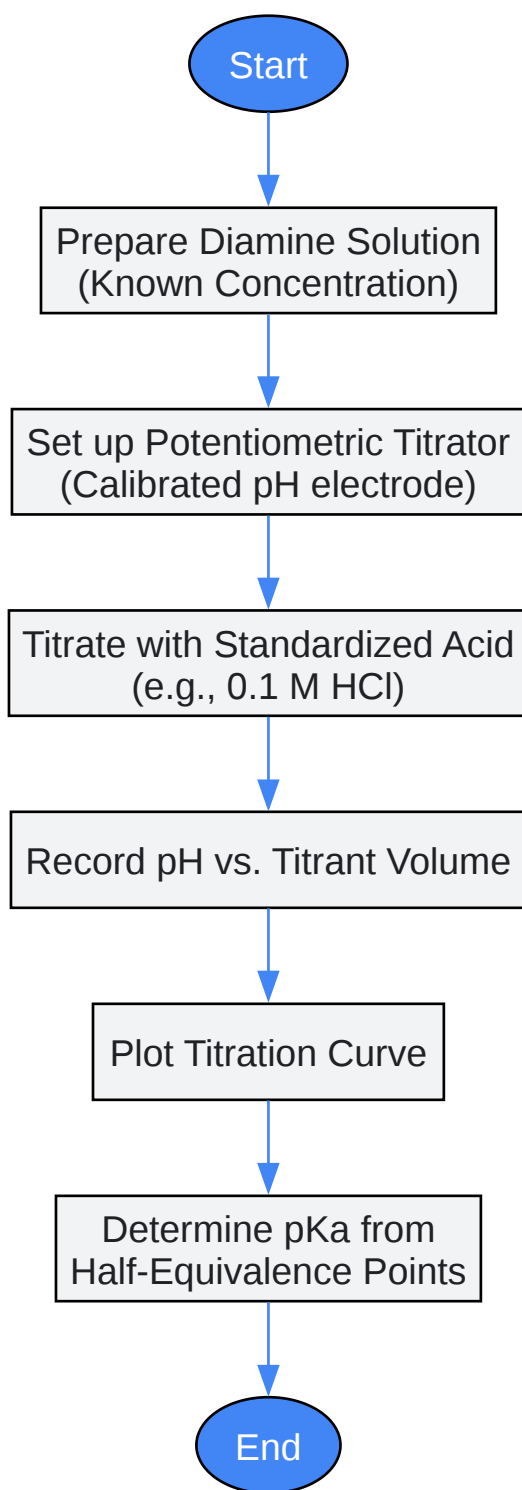 Start
Prepare Diamine Solution
(Known Concentration)
Set up Potentiometric Titrator
(Calibrated pH electrode)
Titrate with Standardized Acid
(e.g., 0.1 M HCl)
Record pH vs. Titrant Volume
Plot Titration Curve
Determine pKa from
Half-Equivalence Points
End